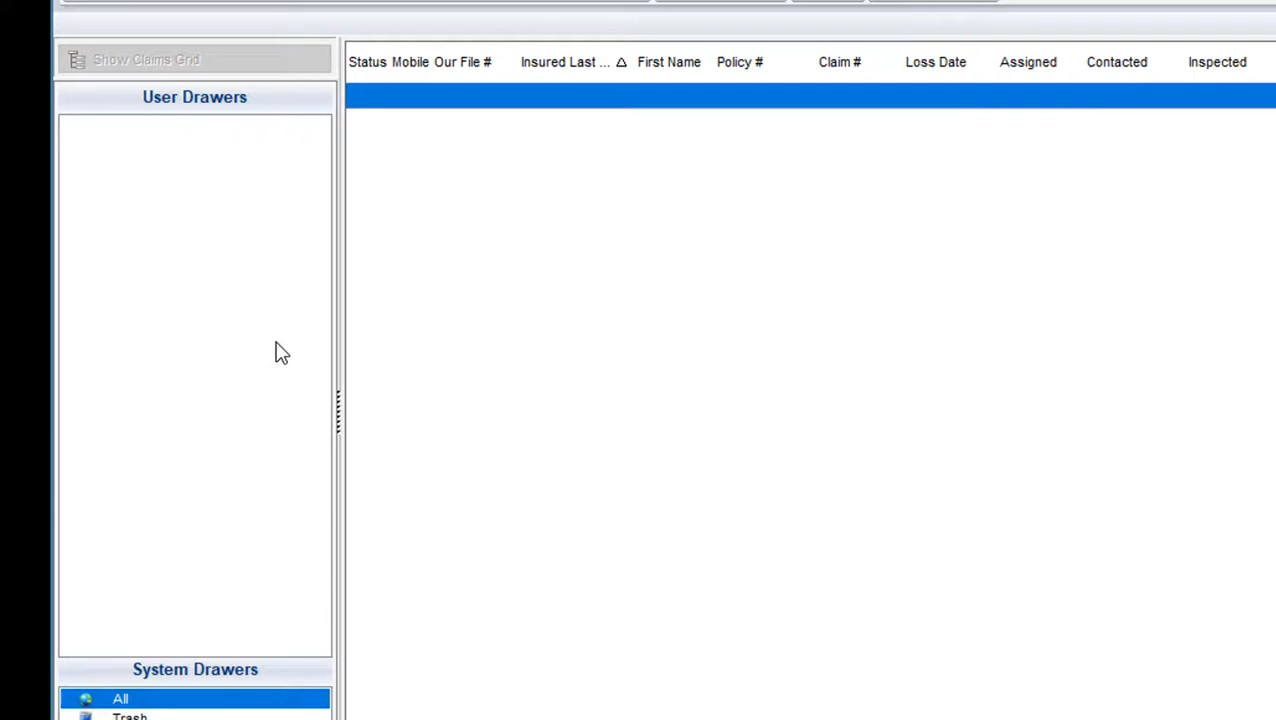 Show Claims Grid
User Drawers
Status Mobile Our File # Insured Last ... First Name Policy # Claim # Loss Date Assigned Contacted Inspected
System Drawers
All
Trash